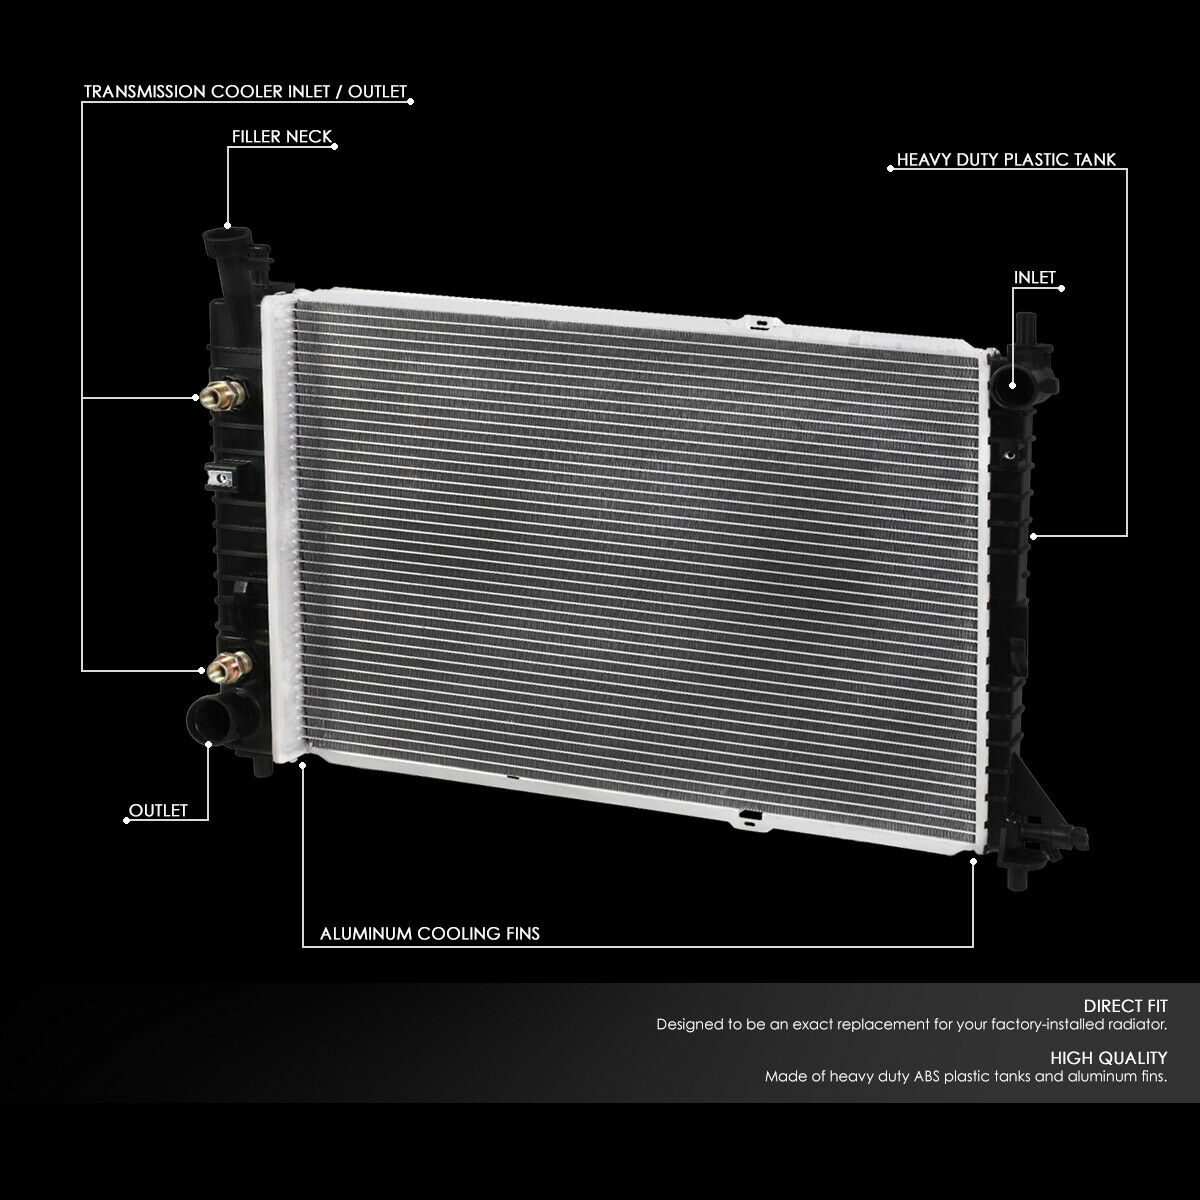 TRANSMISSION COOLER INLET / OUTLET
FILLER NECK
HEAVY DUTY PLASTIC TANK
INLET
OUTLET
ALUMINUM COOLING FINS
DIRECT FIT
Designed to be an exact replacement for your factory-installed radiator.
HIGH QUALITY
Made of heavy duty ABS plastic tanks and aluminum fins.